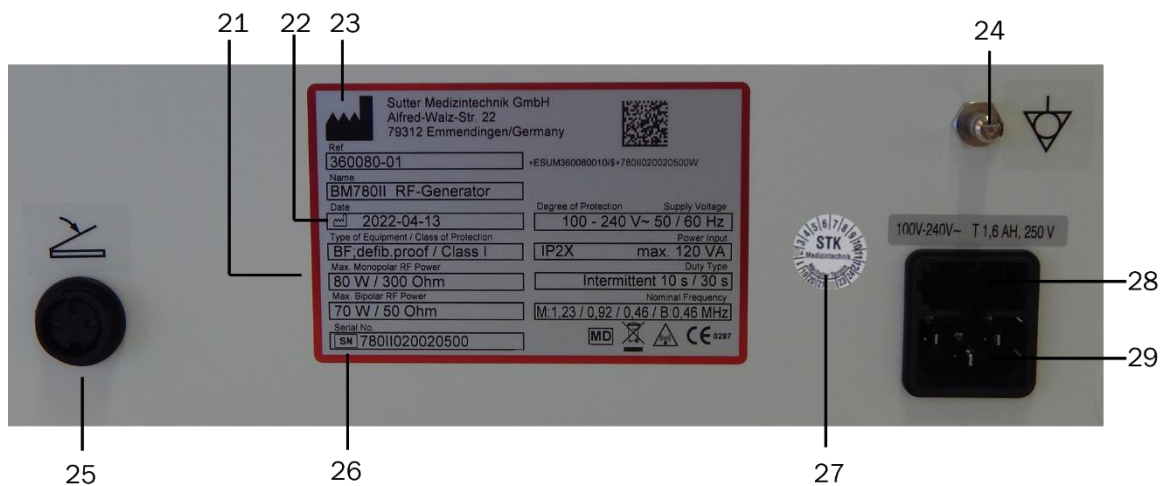 21 22 23 24
Sutter Medizintechnik GmbH
Alfred-Walz-Str. 22
79312 Emmendingen/Germany
Ref
360080-01
+ESUM360080010/$+780II020020500W
Name
BM780II RF-Generator
Date
2022-04-13
Degree of Protection Supply Voltage
100 - 240 V~ 50 / 60 Hz
Type of Equipment / Class of Protection
BF;defib.proof / Class I
Power Input
IP2X max. 120 VA
Max. Monopolar RF Power
80 W / 300 Ohm
Duty Type
Intermittent 10 s / 30 s
Max. Bipolar RF Power
70 W / 50 Ohm
Nominal Frequency
M:1,23 / 0,92 / 0,46 / B:0,46 MHz
Serial No.
SN 780II020020500
MD CE 0297
STK
Medizintechnik
100V-240V~ T 1,6 AH, 250 V
28
29
25 26 27